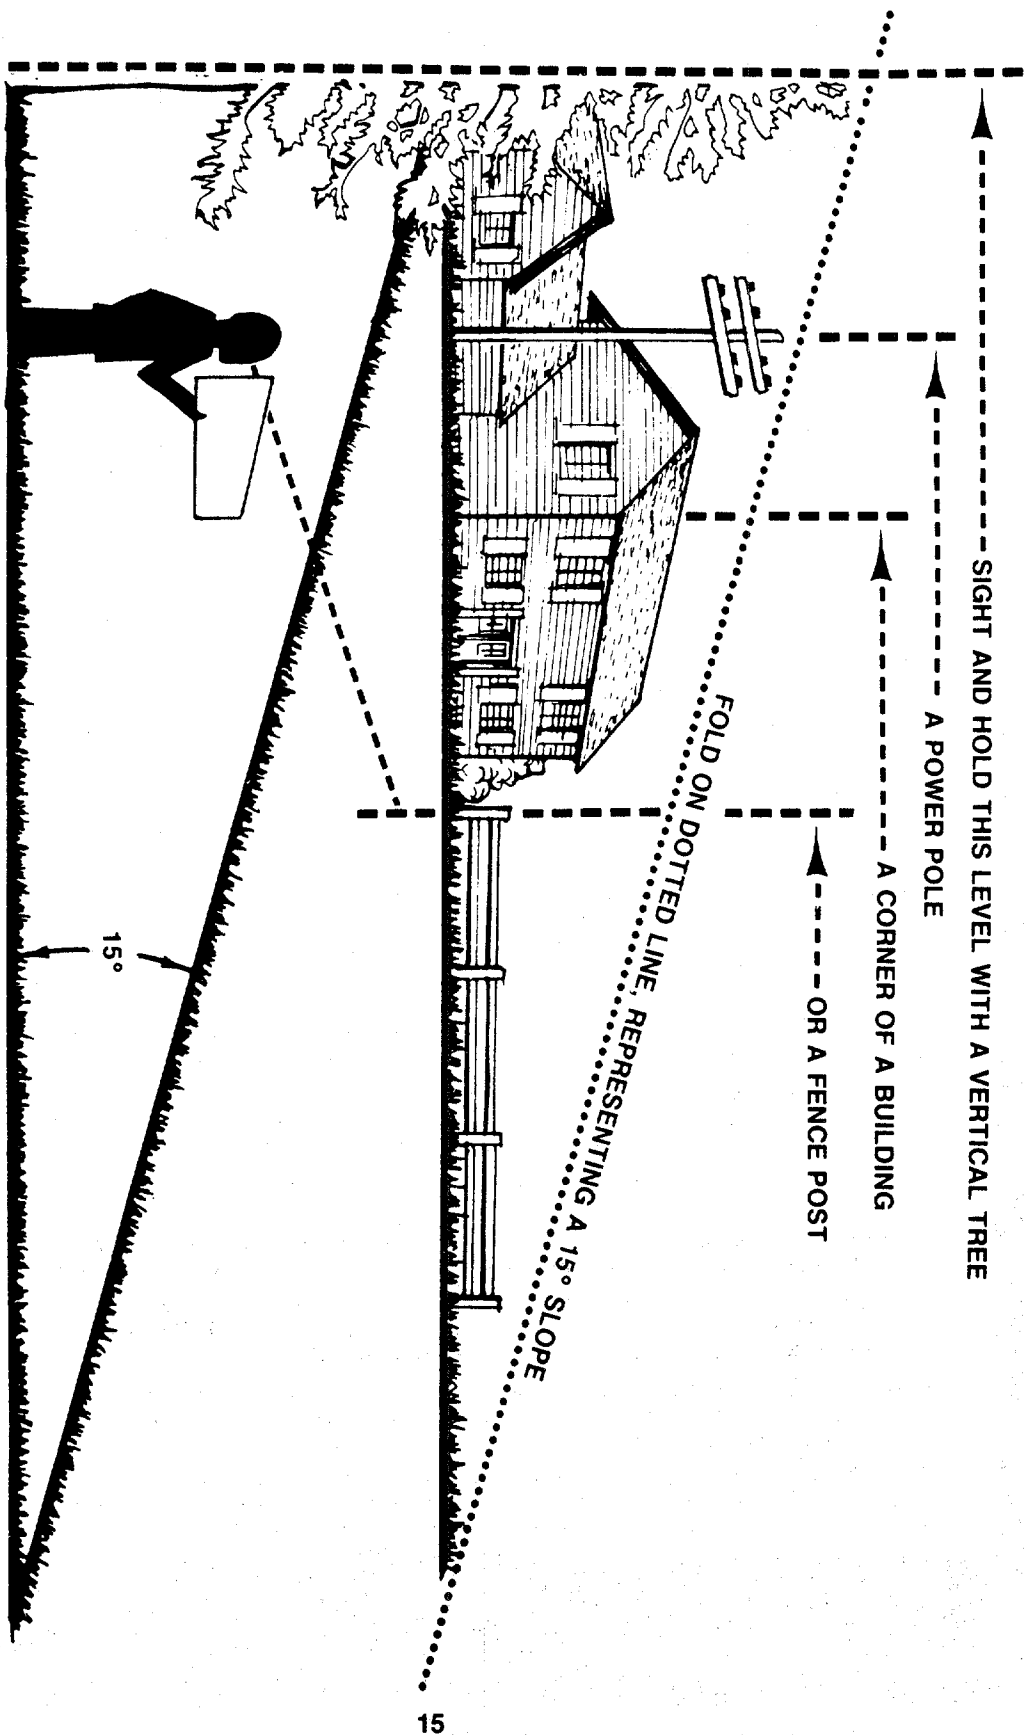 SIGHT AND HOLD THIS LEVEL WITH A VERTICAL TREE
A POWER POLE
A CORNER OF A BUILDING
OR A FENCE POST
FOLD ON DOTTED LINE, REPRESENTING A 15° SLOPE
15°
15